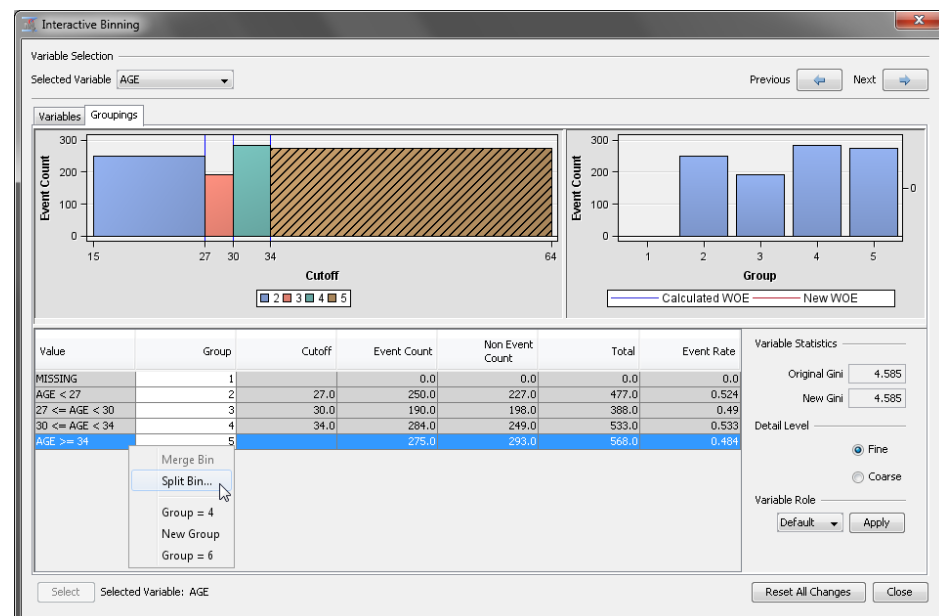 Interactive Binning
Variable Selection
Selected Variable AGE
Previous Next
Variables Groupings
300
200
100
0
Event Count
15 27 30 34 64
Cutoff
2 3 4 5
300
200
100
0
Event Count
0
1 2 3 4 5
Group
Calculated WOE New WOE
Value Group Cutoff Event Count Non Event Count Total Event Rate
MISSING 1 0.0 0.0 0.0 0.0
AGE < 27 2 27.0 250.0 227.0 477.0 0.524
27 <= AGE < 30 3 30.0 190.0 198.0 388.0 0.49
30 <= AGE < 34 4 34.0 284.0 249.0 533.0 0.533
AGE >= 34 5 275.0 293.0 568.0 0.484
Merge Bin
Split Bin...
Group = 4
New Group
Group = 6
Variable Statistics
Original Gini 4.585
New Gini 4.585
Detail Level
Fine
Coarse
Variable Role
Default Apply
Select Selected Variable: AGE
Reset All Changes Close